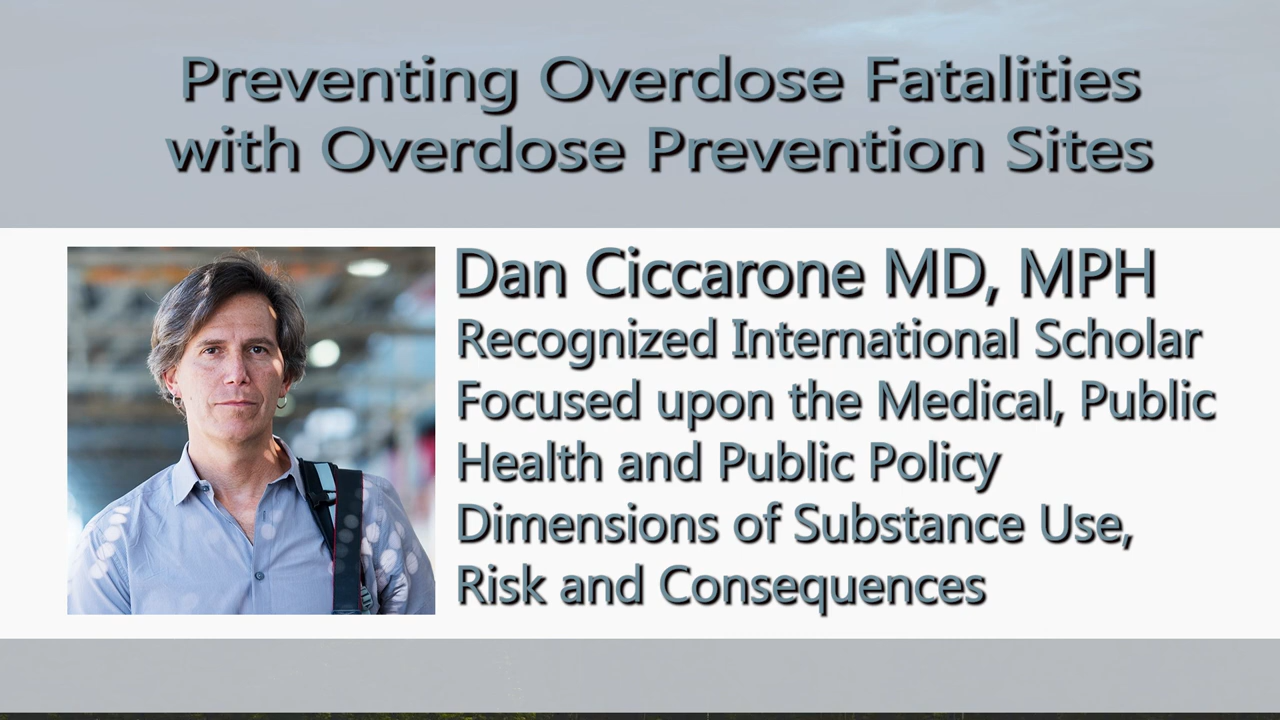 Preventing Overdose Fatalities
with Overdose Prevention Sites
Dan Ciccarone MD, MPH
Recognized International Scholar
Focused upon the Medical, Public
Health and Public Policy
Dimensions of Substance Use,
Risk and Consequences